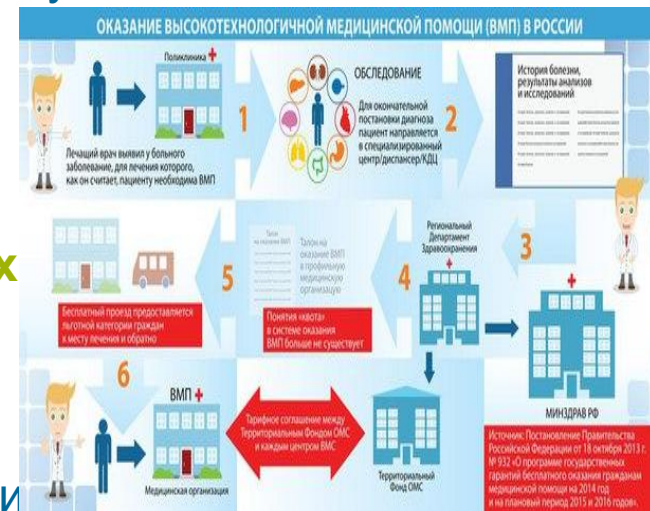 ОКАЗАНИЕ ВЫСОКОТЕХНОЛОГИЧНОЙ МЕДИЦИНСКОЙ ПОМОЩИ (ВМП) В РОССИИ
Поликлиника
1
Лечащий врач выявил у больного
заболевание, для лечения которого,
как он считает, пациенту необходима ВМП
ОБСЛЕДОВАНИЕ
Для окончательной
постановки диагноза
пациент направляется
в специализированный
центр/диспансер/КДЦ
2
История болезни,
результаты анализов
и исследований
3
Региональный
Департамент
Здравоохранения
МИНЗДРАВ РФ
4
Талон
на оказание ВМП
Талон на
оказание ВМП
в профильную
медицинскую
организацию
Понятия «квота»
в системе оказания
ВМП больше не существует
5
Бесплатный проезд предоставляется
льготной категории граждан
к месту лечения и обратно
х
6
ВМП
Медицинская организация
Тарифное соглашение между
Территориальным Фондом ОМС
и каждым центром ВМС
Территориальный
Фонд ОМС
Источник: Постановление Правительства
Российской Федерации от 18 октября 2013 г.
№ 932 «О программе государственных
гарантий бесплатного оказания гражданам
медицинской помощи на 2014 год
и на плановый период 2015 и 2016 годов».
и